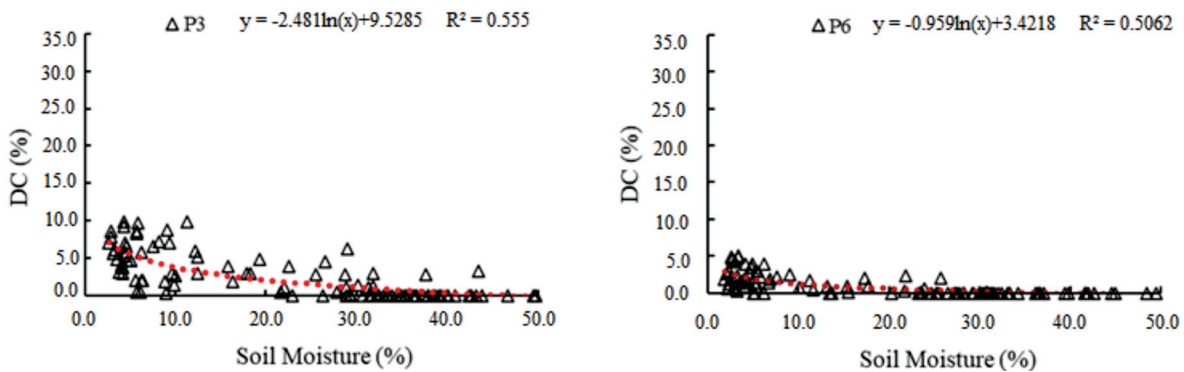 △ P3 y = -2.481ln(x)+9.5285 R² = 0.555
35.0
30.0
25.0
20.0
15.0
10.0
5.0
0.0
DC (%)
0.0 10.0 20.0 30.0 40.0 50.0
Soil Moisture (%)
△ P6 y = -0.959ln(x)+3.4218 R² = 0.5062
35.0
30.0
25.0
20.0
15.0
10.0
5.0
0.0
DC (%)
0.0 10.0 20.0 30.0 40.0 50.0
Soil Moisture (%)